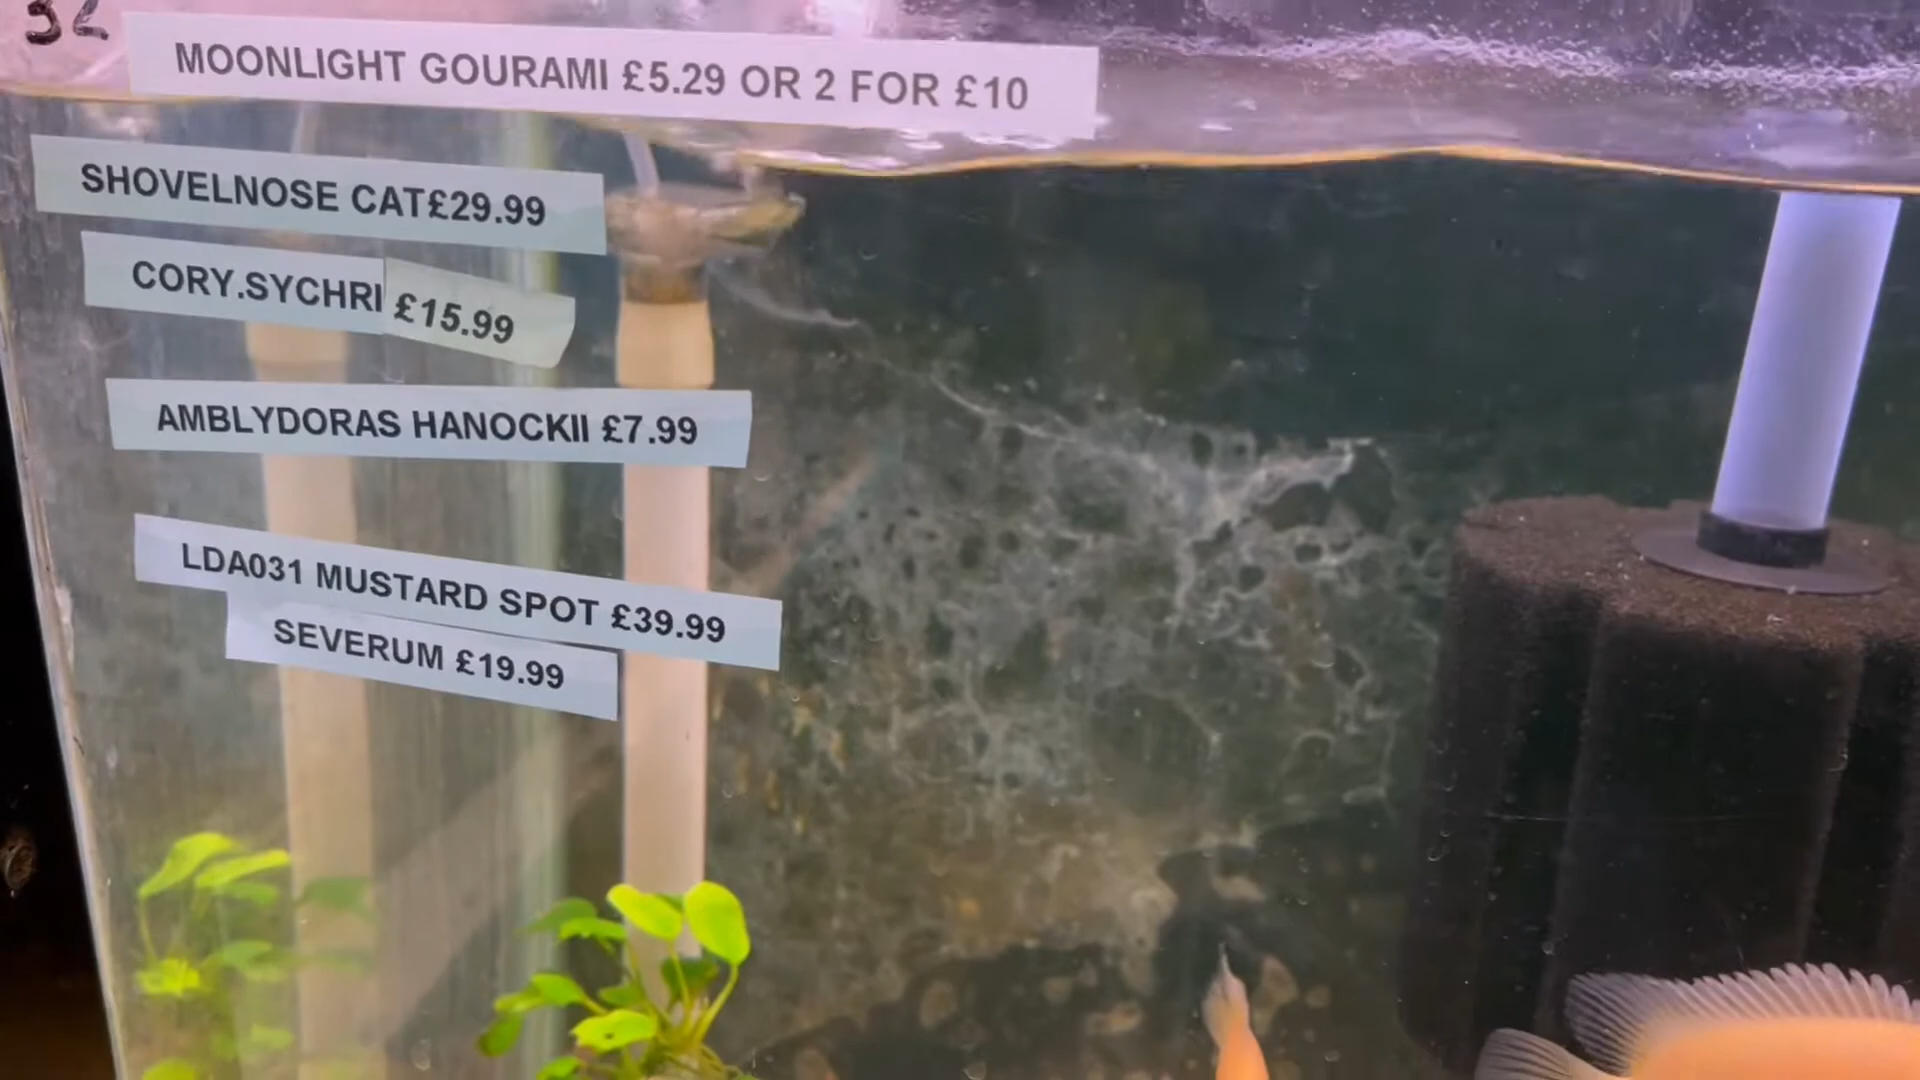 32
MOONLIGHT GOURAMI £5.29 OR 2 FOR £10
SHOVELNOSE CAT£29.99
CORY.SYCHRI £15.99
AMBLYDORAS HANOCKII £7.99
LDA031 MUSTARD SPOT £39.99
SEVERUM £19.99